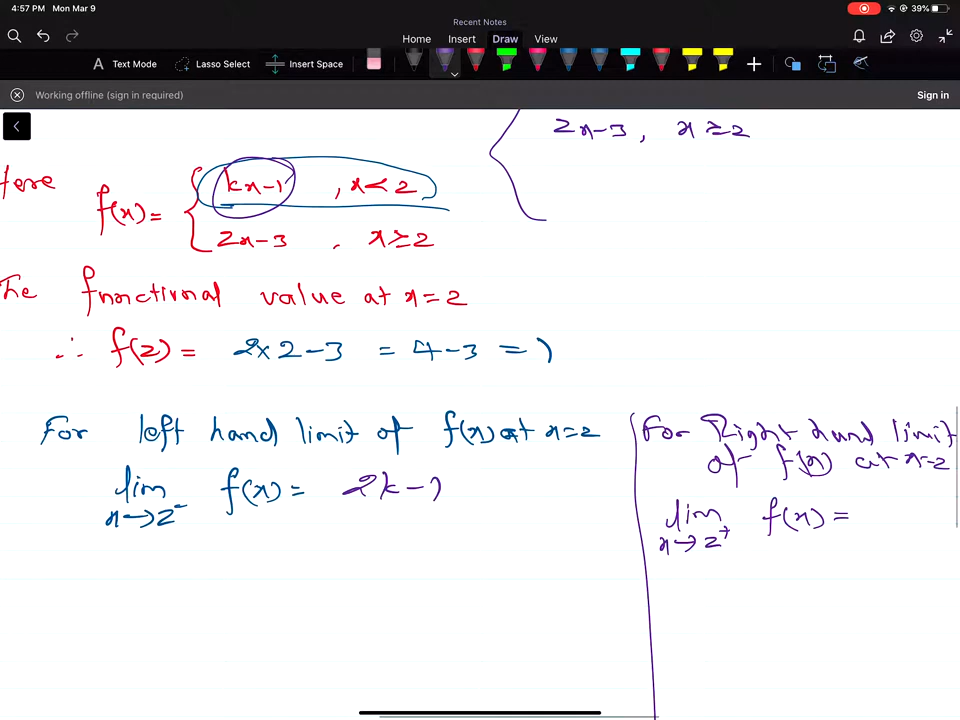 4:57 PM Mon Mar 9
39%
Recent Notes
Home Insert Draw View
A Text Mode Lasso Select Insert Space
Working offline (sign in required) Sign in
2x-3, x≥2
f(x)= { kx-1 , x<2
2x-3 , x≥2
The functional value at x=2
∴ f(2) = 2×2-3 = 4-3 = 1
For left hand limit of f(x) at x=2
lim x→2⁻ f(x) = 2k-1
For Right hand limit
of f(x) at x=2
lim x→2⁺ f(x) =